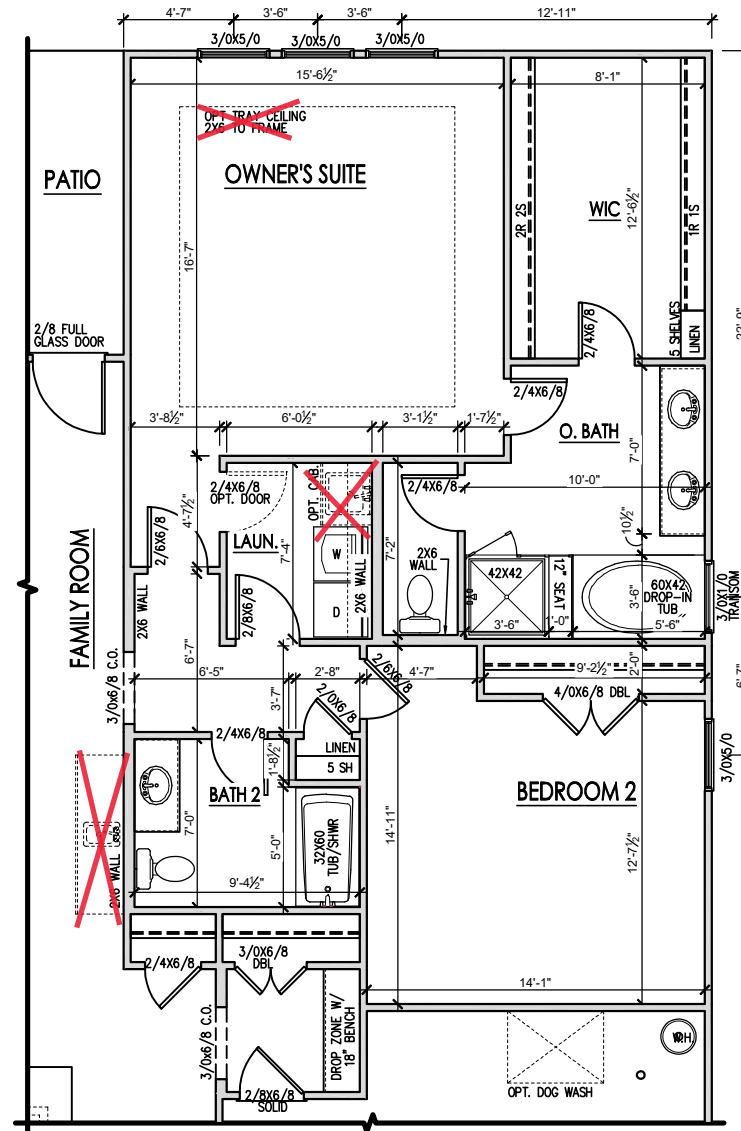 4'-7"
3'-6"
3'-6"
12'-11"
3/0X5/0
3/0X5/0
3/0X5/0
15'-6½"
8'-1"
OPT TRAY CEILING
2X6 TO FRAME
OWNER'S SUITE
PATIO
WIC
2R 2S
12'-6½"
1R 1S
16'-7"
5 SHELVES
LINEN
2/8 FULL
GLASS DOOR
2/4X6/8
2/4X6/8
3'-8½"
6'-0½"
3'-1½"
1'-7½"
O. BATH
7'-0"
10'-0"
2/4X6/8
OPT. DOOR
OPT. CAB.
2/4X6/8
4'-7½"
2/6X6/8
LAUN.
7'-4"
W
D
2X6 WALL
7'-2"
2X6
WALL
10½"
42X42
12" SEAT
60X42
DROP-IN
TUB
3'-6"
3'-6"
1'-0"
5'-6"
3/0X1/0
TRANSOM
FAMILY ROOM
2X6 WALL
2/8X6/8
6'-7"
3/0x6/8 C.O.
6'-5"
2'-8"
2/6X6/8
4'-7"
9'-2½"
2'-0"
6'-7"
4/0X6/8 DBL
3'-7"
2/0X6/8
2/4X6/8
LINEN
5 SH
1'-8½"
3/0X5/0
BATH 2
BEDROOM 2
7'-0"
5'-0"
32X60
TUB/SHWR
14'-11"
12'-7½"
2X6 WALL
9'-4½"
2/4X6/8
3/0X6/8
DBL
14'-1"
3/0x6/8 C.O.
DROP ZONE W/
18" BENCH
2/8X6/8
SOLID
OPT. DOG WASH
W.H.